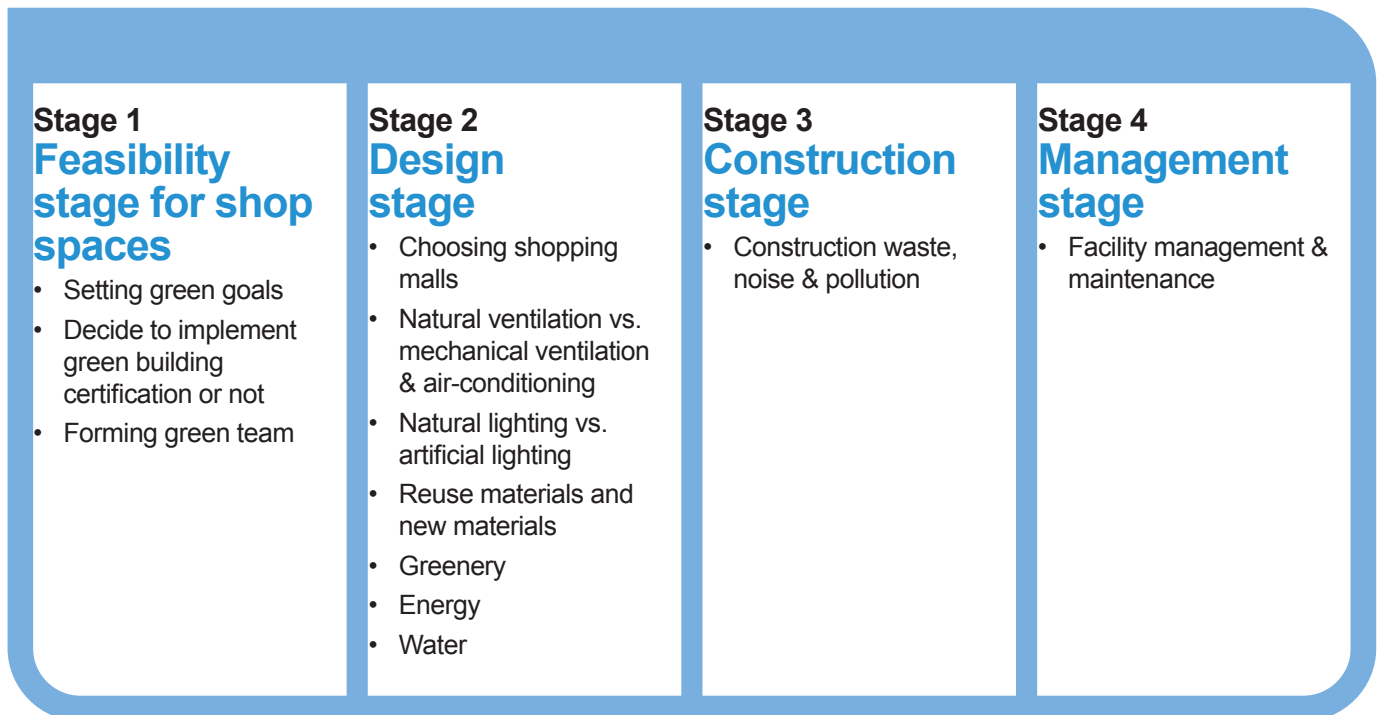 Stage 1
Feasibility
stage for shop
spaces
• Setting green goals
• Decide to implement
green building
certification or not
• Forming green team
Stage 2
Design
stage
• Choosing shopping
malls
• Natural ventilation vs.
mechanical ventilation
& air-conditioning
• Natural lighting vs.
artificial lighting
• Reuse materials and
new materials
• Greenery
• Energy
• Water
Stage 3
Construction
stage
• Construction waste,
noise & pollution
Stage 4
Management
stage
• Facility management &
maintenance